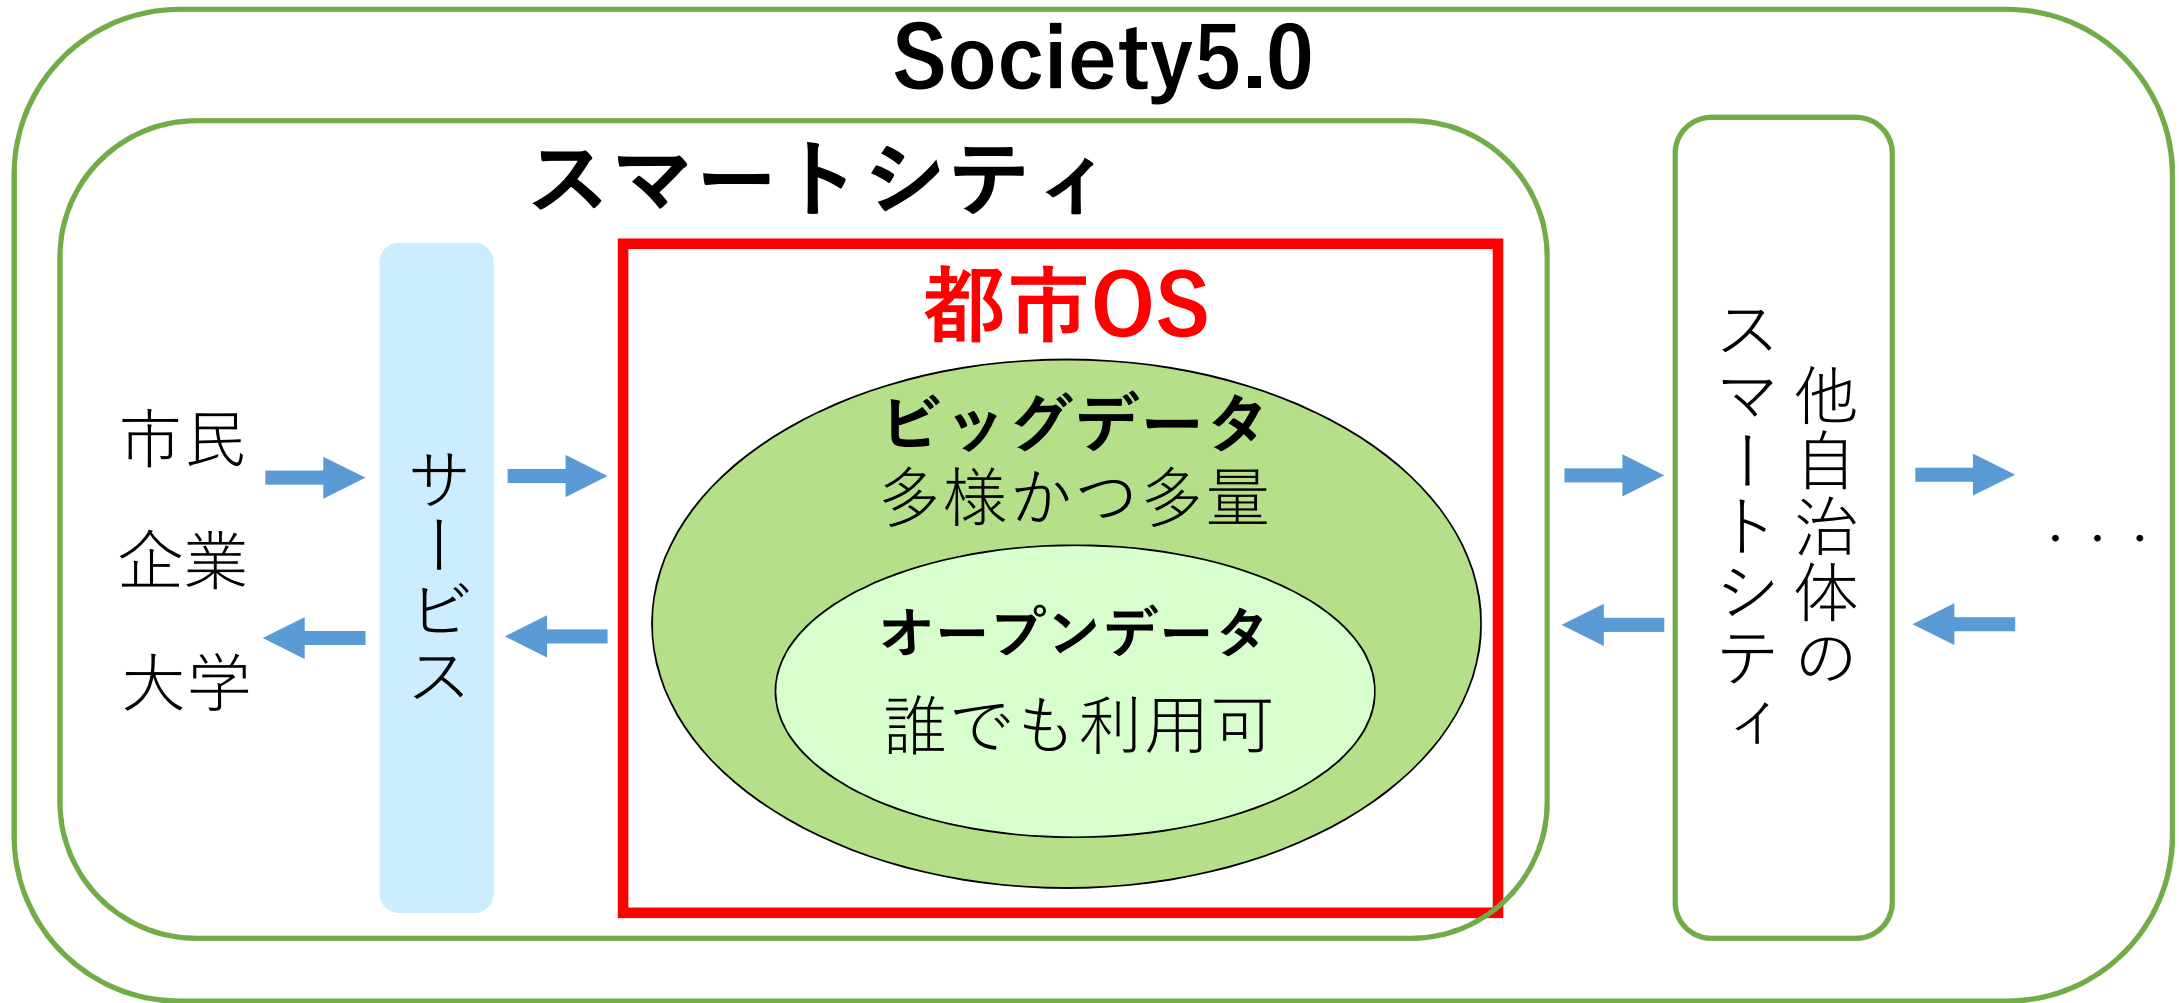 Society5.0
スマートシティ
都市OS
市民
企業
大学
サービス
ビッグデータ
多様かつ多量
オープンデータ
誰でも利用可
他自治体の
スマートシティ
・・・